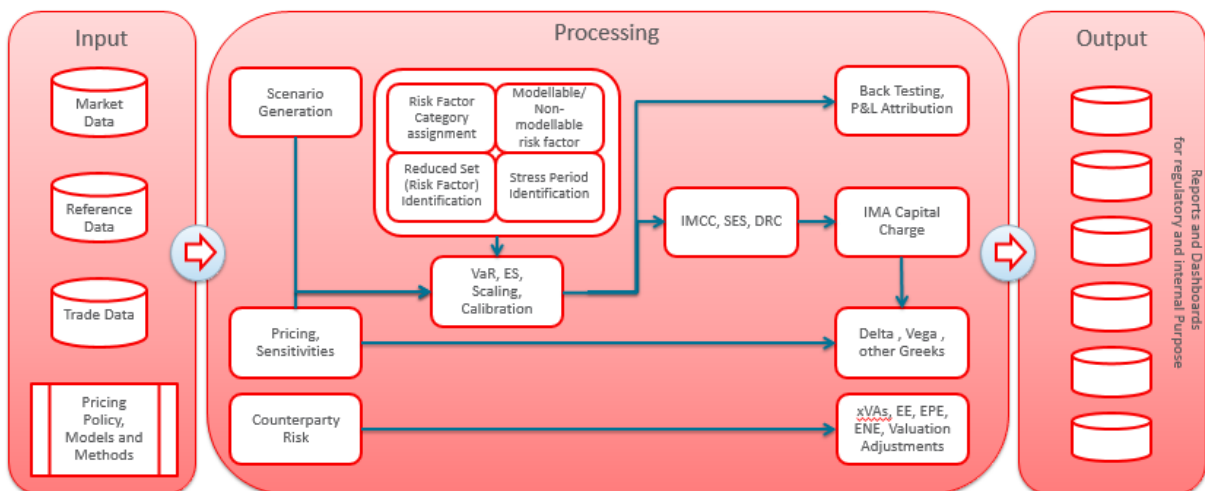 Input
Market
Data
Reference
Data
Trade Data
Pricing
Policy,
Models and
Methods
Processing
Scenario
Generation
Risk Factor
Category
assignment
Modellable/
Non-
modellable
risk factor
Reduced Set
(Risk Factor)
Identification
Stress Period
Identification
VaR, ES,
Scaling,
Calibration
Pricing,
Sensitivities
Counterparty
Risk
IMCC, SES, DRC
Back Testing,
P&L Attribution
IMA Capital
Charge
Delta , Vega ,
other Greeks
xVAs, EE, EPE,
ENE, Valuation
Adjustments
Output
Reports and Dashboards
for regulatory and internal Purpose